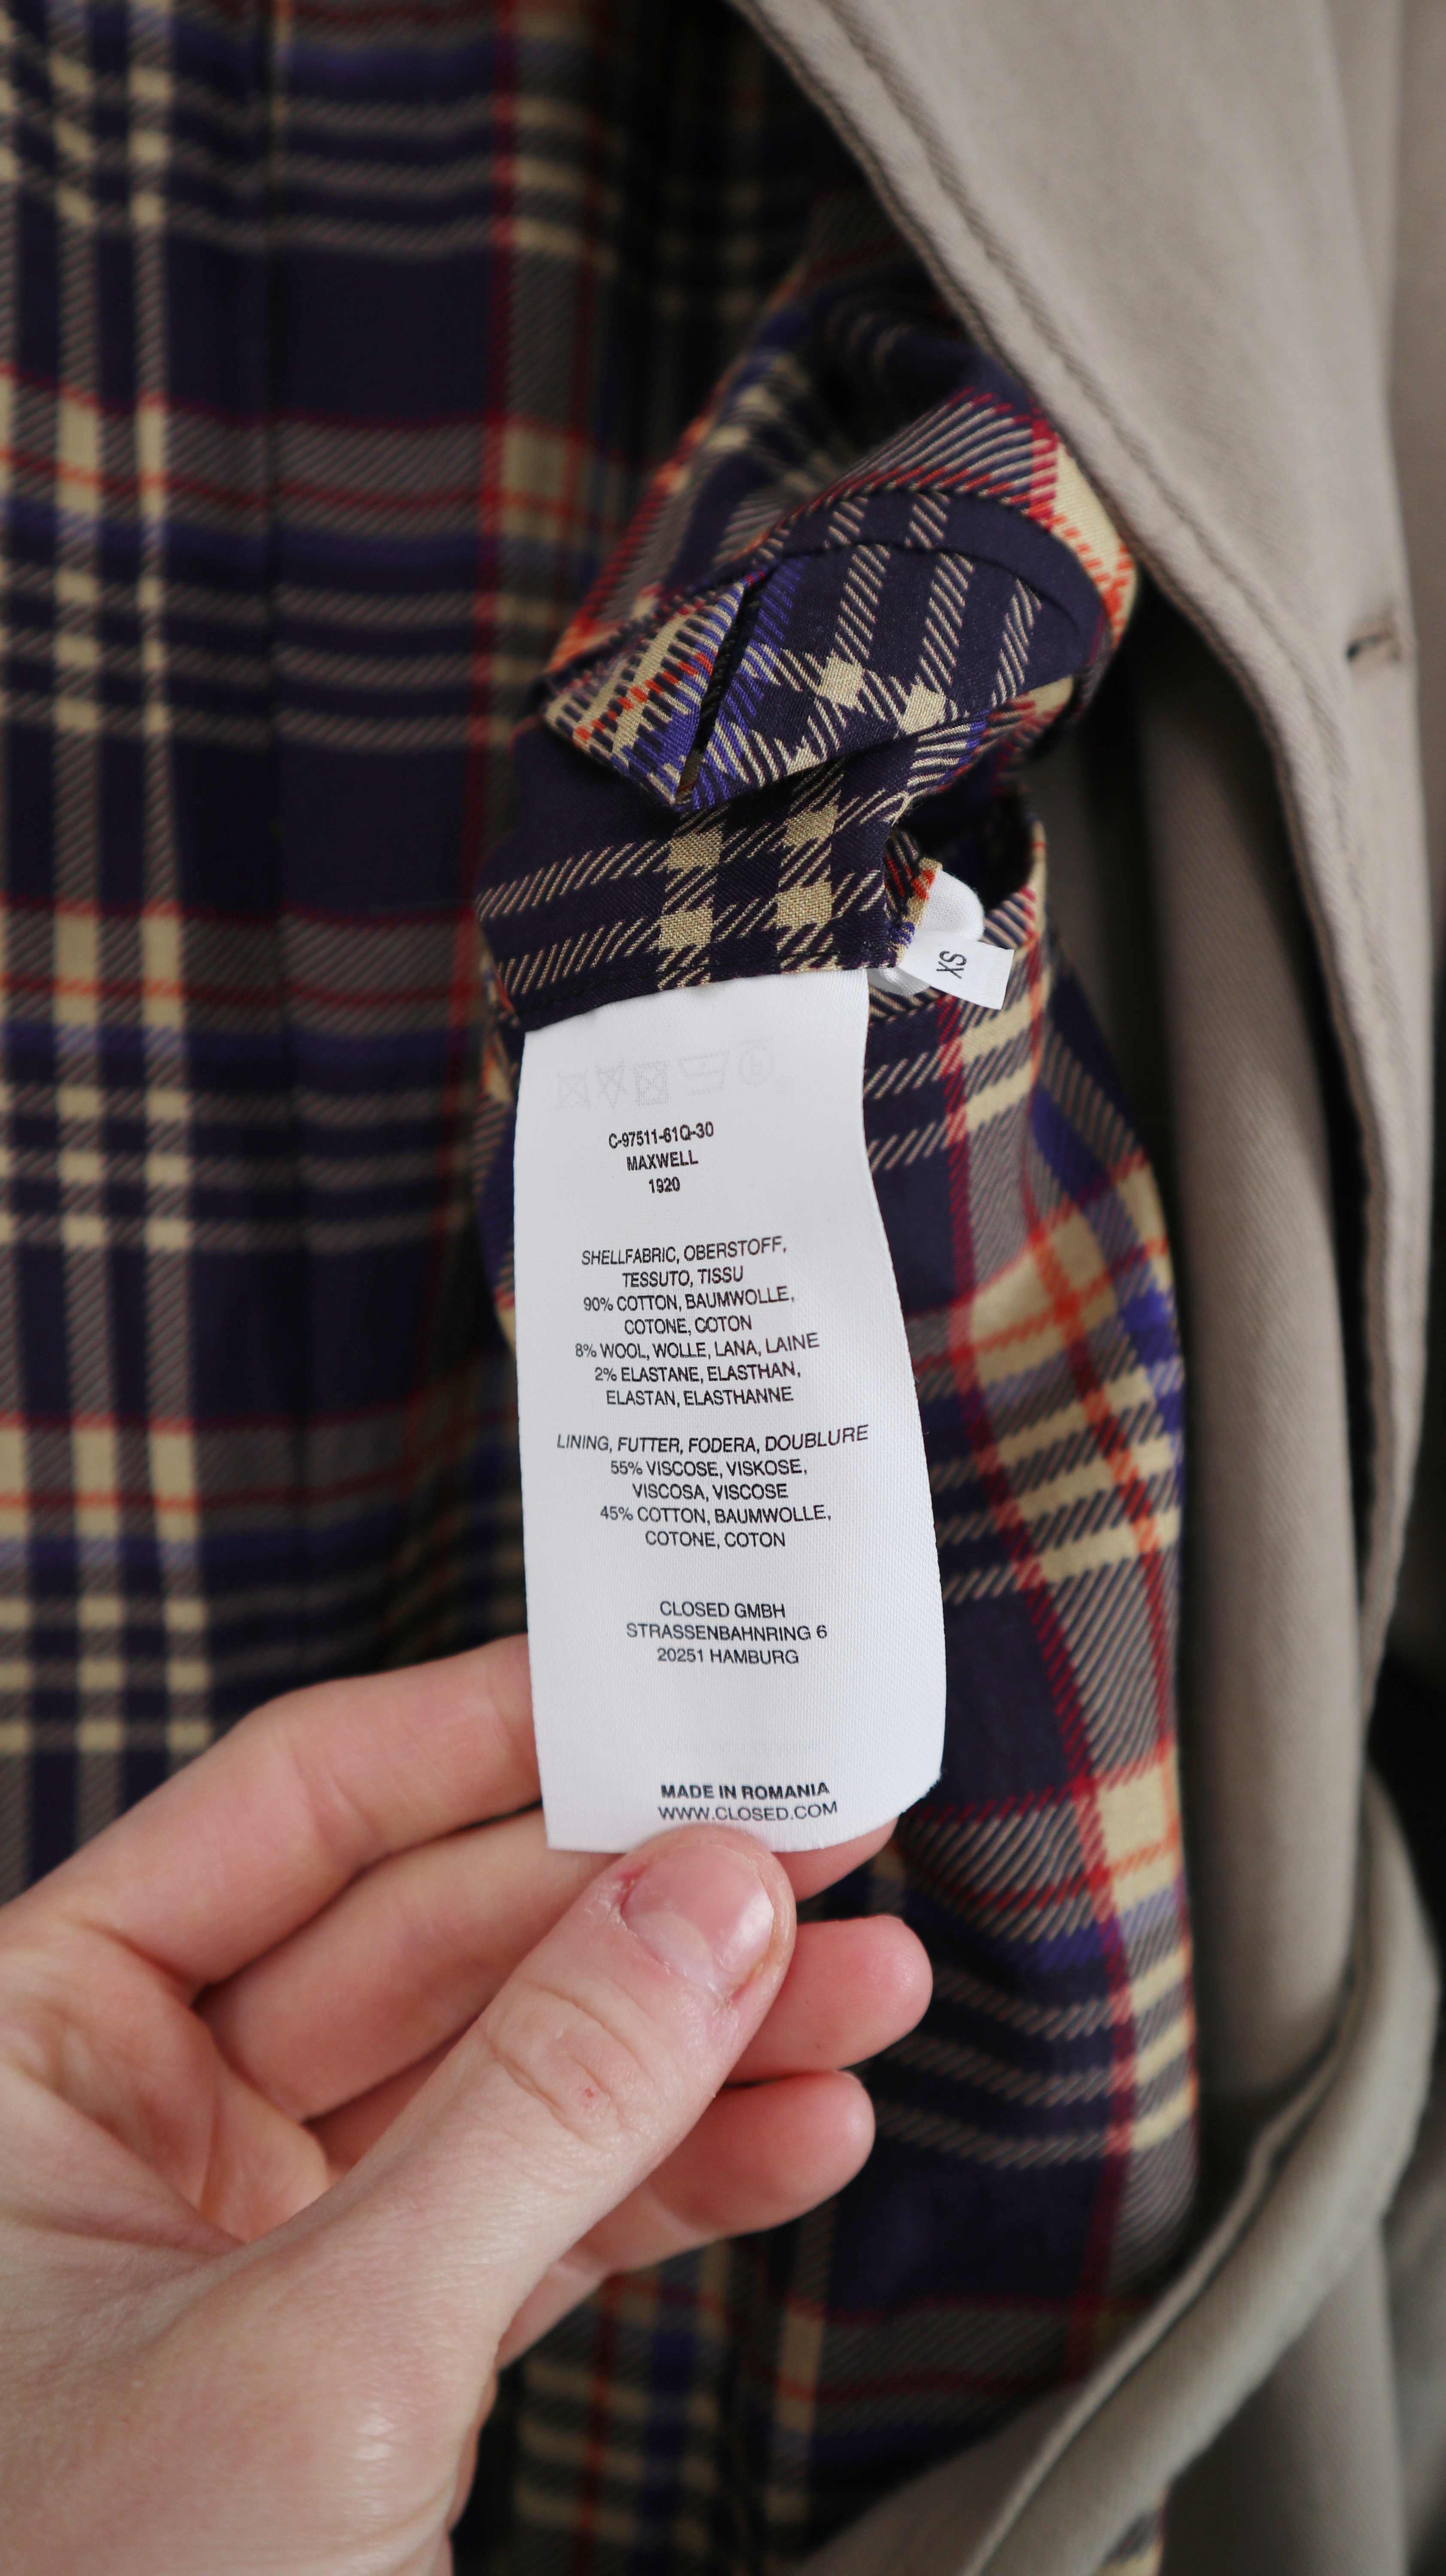 XS
C-97511-61Q-30
MAXWELL
1920
SHELLFABRIC, OBERSTOFF,
TESSUTO, TISSU
90% COTTON, BAUMWOLLE,
COTONE, COTON
8% WOOL, WOLLE, LANA, LAINE
2% ELASTANE, ELASTHAN,
ELASTAN, ELASTHANNE
LINING, FUTTER, FODERA, DOUBLURE
55% VISCOSE, VISKOSE,
VISCOSA, VISCOSE
45% COTTON, BAUMWOLLE,
COTONE, COTON
CLOSED GMBH
STRASSENBAHNRING 6
20251 HAMBURG
MADE IN ROMANIA
WWW.CLOSED.COM